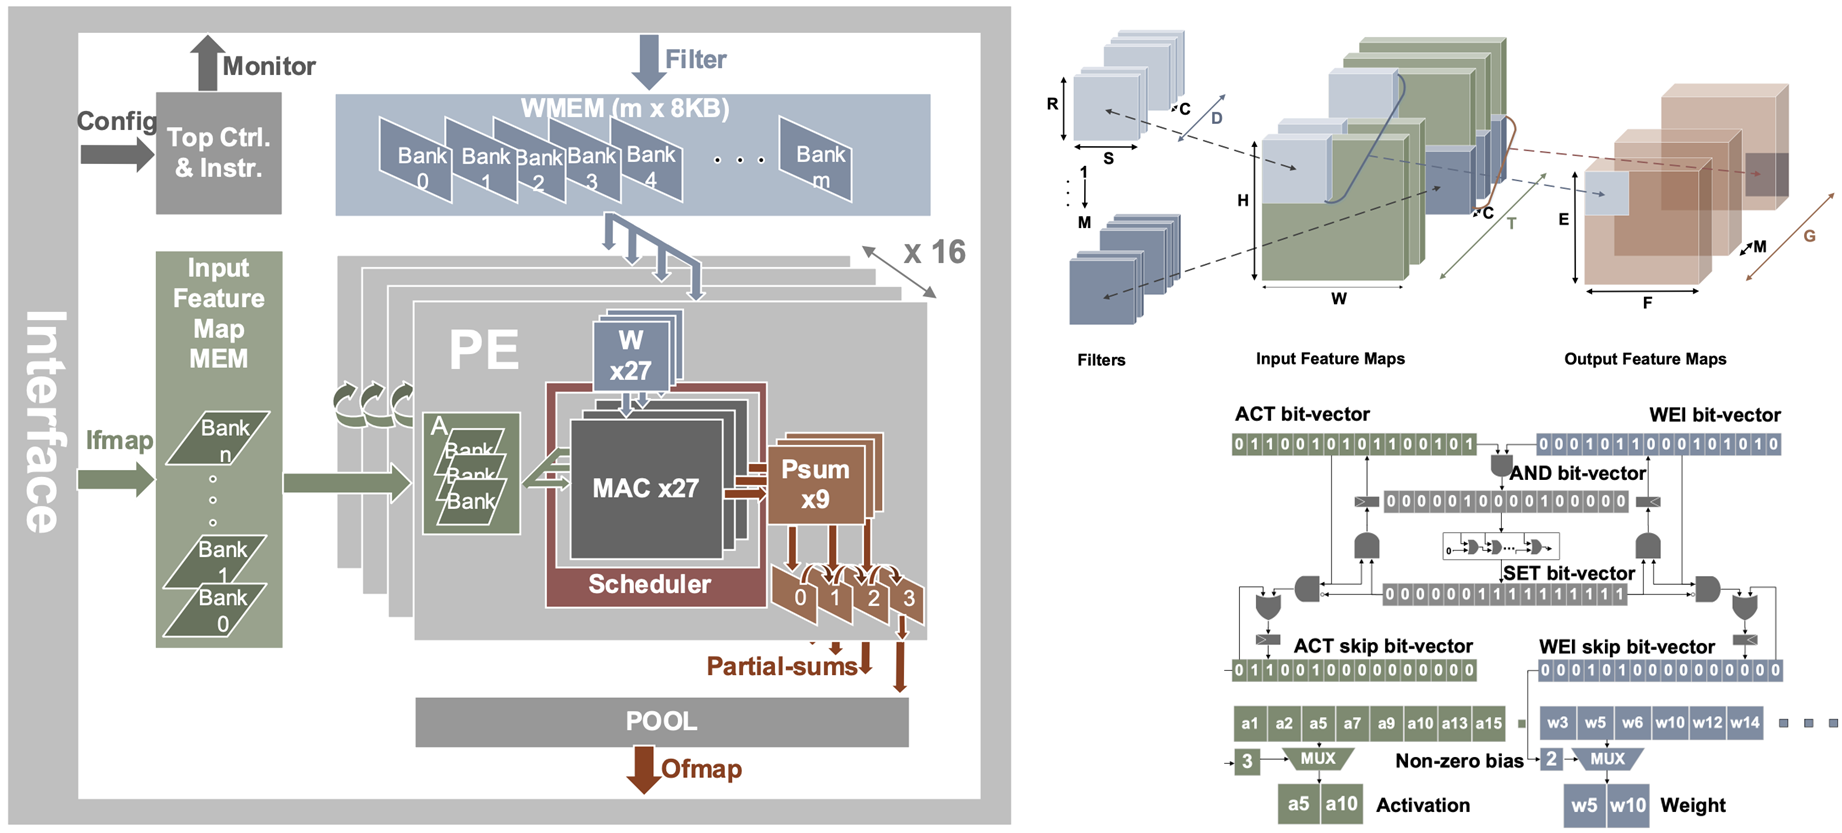 Interface
Monitor
Config
Top Ctrl.
& Instr.
Filter
WMEM (m x 8KB)
Bank
0
Bank
1
Bank
2
Bank
3
Bank
4
Bank
m
x 16
Input
Feature
Map
MEM
Ifmap
Bank
n
Bank
1
Bank
0
PE
W
x27
A
Bank
Bank
Bank
MAC x27
Scheduler
Psum
x9
0
1
2
3
Partial-sums
POOL
Ofmap
R
S
C
D
1
M
Filters
H
W
C
T
Input Feature Maps
E
F
M
G
Output Feature Maps
ACT bit-vector
WEI bit-vector
0 1 1 0 0 1 0 1 0 1 1 0 0 1 0 1
0 0 0 1 0 1 1 0 0 0 1 0 1 0 1 0
AND bit-vector
0 0 0 0 0 1 0 0 0 0 1 0 0 0 0 0
0
SET bit-vector
0 0 0 0 0 0 1 1 1 1 1 1 1 1 1 1
ACT skip bit-vector
WEI skip bit-vector
0 1 1 0 0 1 0 0 0 0 0 0 0 0 0 0
0 0 0 1 0 1 0 0 0 0 0 0 0 0 0 0
a1 a2 a5 a7 a9 a10 a13 a15
w3 w5 w6 w10 w12 w14
3
MUX
Non-zero bias
2
MUX
a5 a10
Activation
w5 w10
Weight